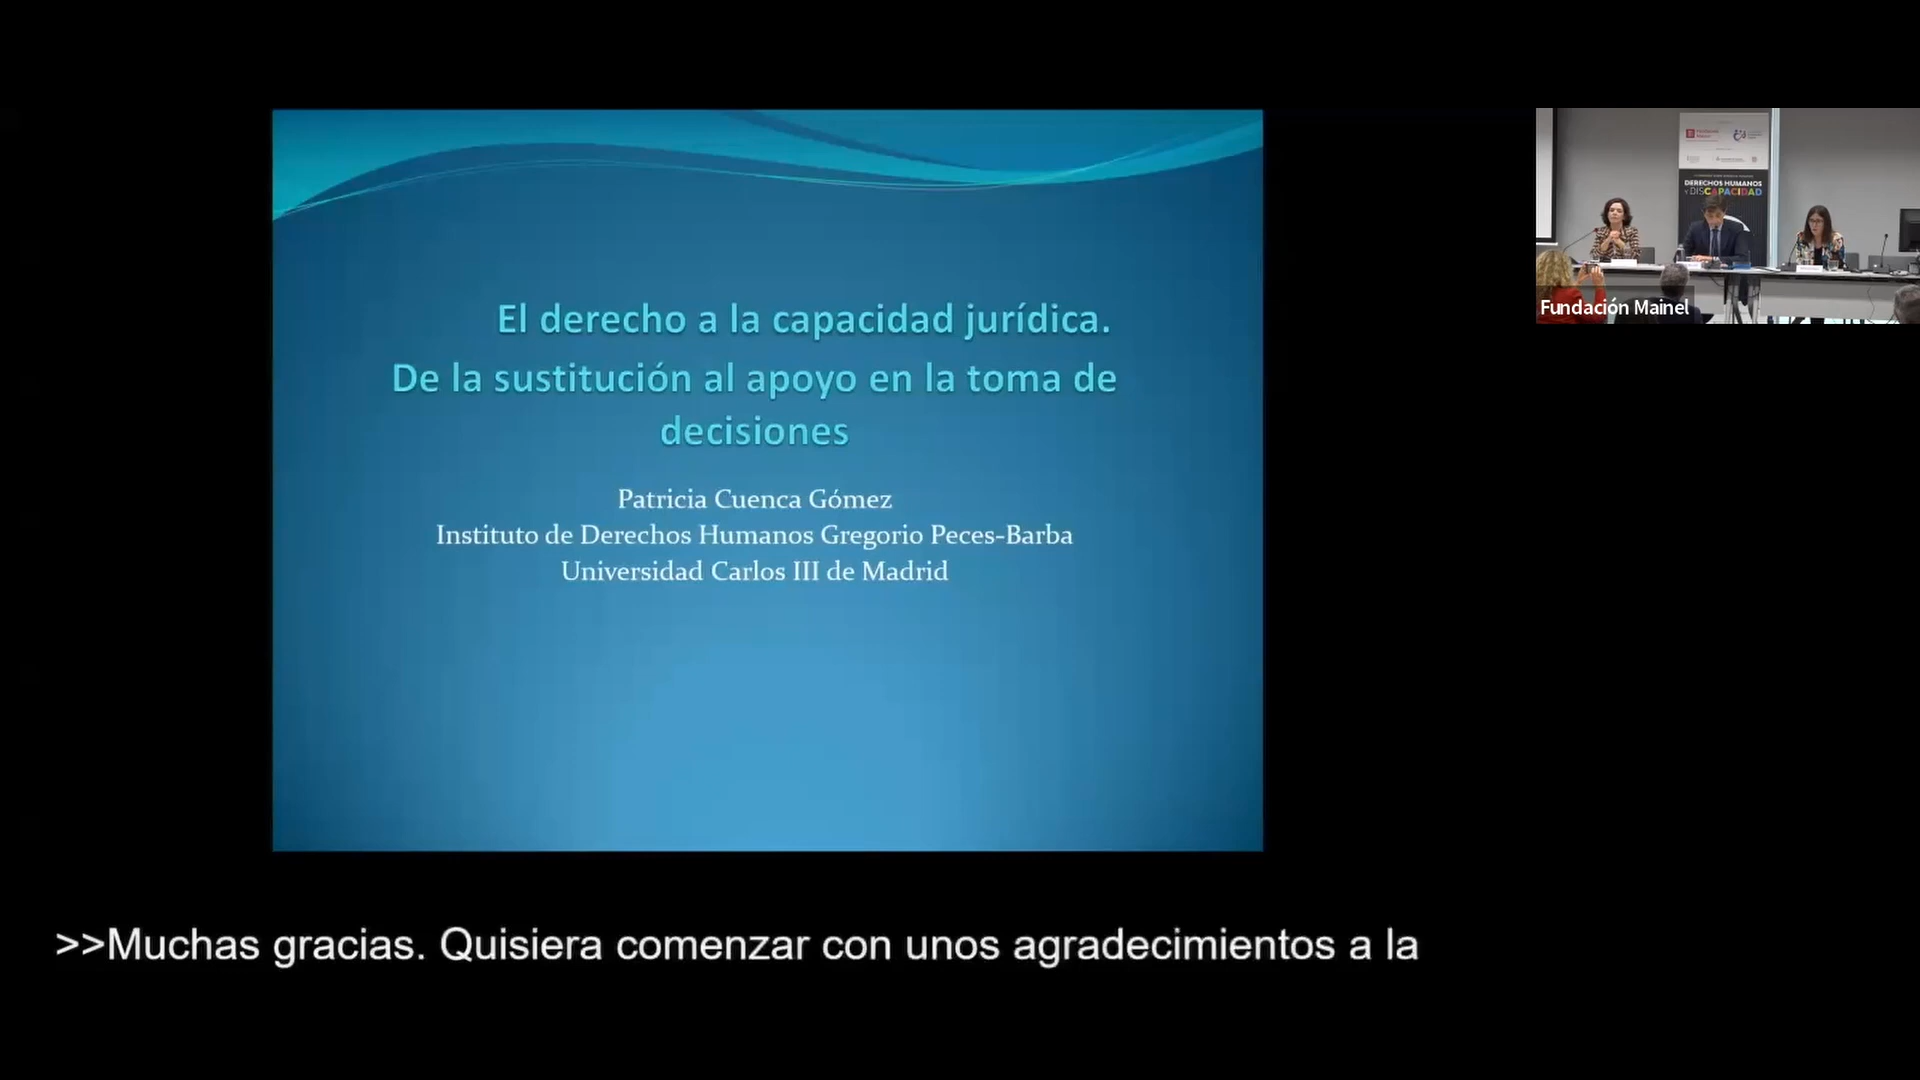 El derecho a la capacidad jurídica.
De la sustitución al apoyo en la toma de
decisiones
Patricia Cuenca Gómez
Instituto de Derechos Humanos Gregorio Peces-Barba
Universidad Carlos III de Madrid
DERECHOS HUMANOS
Y DISCAPACIDAD
Fundación Mainel
>>Muchas gracias. Quisiera comenzar con unos agradecimientos a la